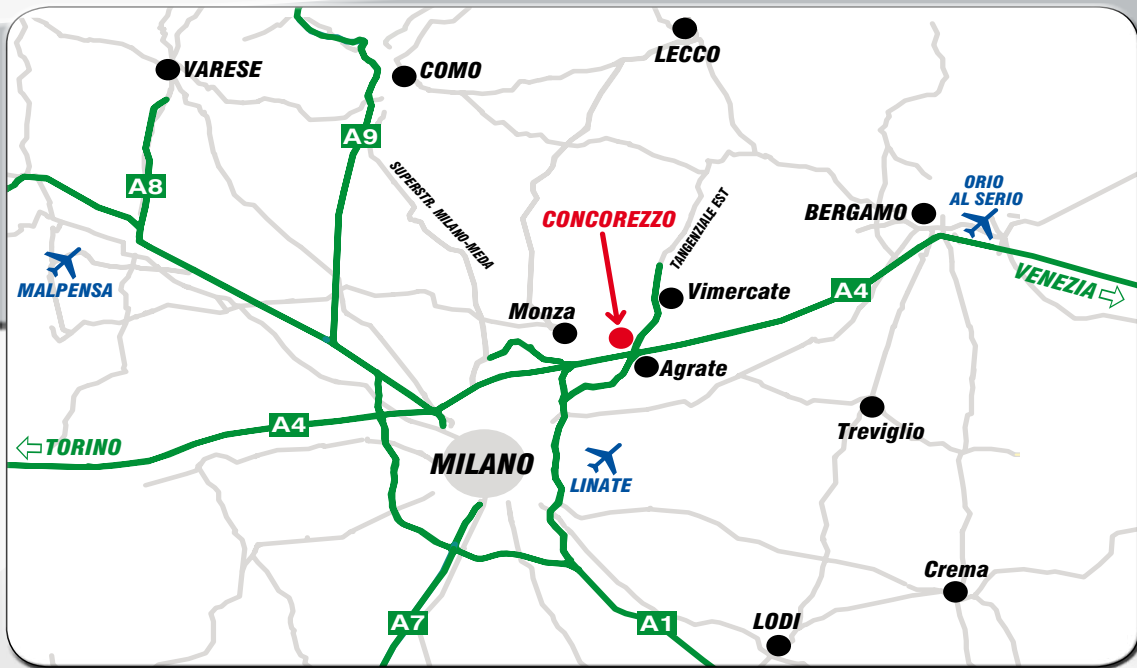 LECCO
VARESE
COMO
A9
A8
SUPERSTR. MILANO-MEDA
TANGENZIALE EST
ORIO
AL SERIO
CONCOREZZO
BERGAMO
MALPENSA
VENEZIA
Vimercate
A4
Monza
Agrate
A4
Treviglio
TORINO
MILANO
LINATE
Crema
A7
A1
LODI